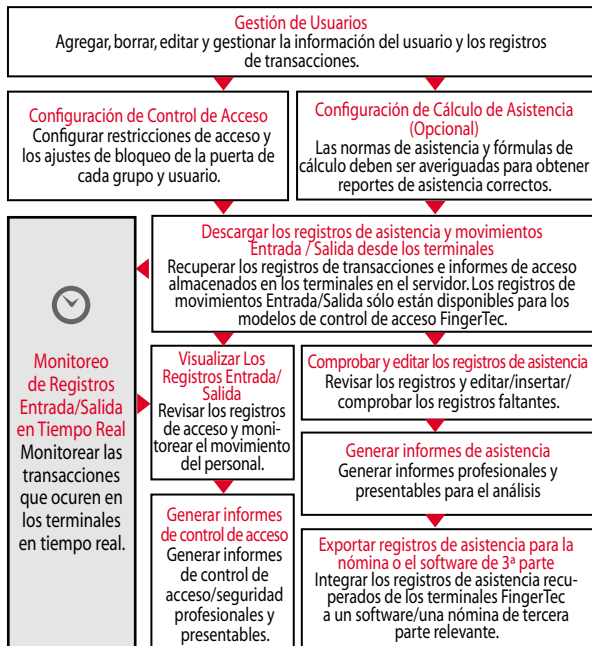 Gestión de Usuarios
Agregar, borrar, editar y gestionar la información del usuario y los registros
de transacciones.
Configuración de Control de Acceso
Configurar restricciones de acceso y
los ajustes de bloqueo de la puerta de
cada grupo y usuario.
Configuración de Cálculo de Asistencia
(Opcional)
Las normas de asistencia y fórmulas de
cálculo deben ser averiguadas para obtener
reportes de asistencia correctos.
Descargar los registros de asistencia y movimientos
Entrada / Salida desde los terminales
Recuperar los registros de transacciones e informes de acceso
almacenados en los terminales en el servidor. Los registros de
movimientos Entrada/Salida sólo están disponibles para los
modelos de control de acceso FingerTec.
Monitoreo
de Registros
Entrada/Salida
en Tiempo Real
Monitorear las
transacciones
que ocuren en
los terminales
en tiempo real.
Visualizar Los
Registros Entrada/
Salida
Revisar los registros
de acceso y moni-
torear el movimiento
del personal.
Comprobar y editar los registros de asistencia
Revisar los registros y editar/insertar/
comprobar los registros faltantes.
Generar informes de asistencia
Generar informes profesionales y
presentables para el análisis
Generar informes
de control de acceso
Generar informes
de control de
acceso/seguridad
profesionales y
presentables.
Exportar registros de asistencia para la
nómina o el software de 3ª parte
Integrar los registros de asistencia recu-
perados de los terminales FingerTec
a un software/una nómina de tercera
parte relevante.